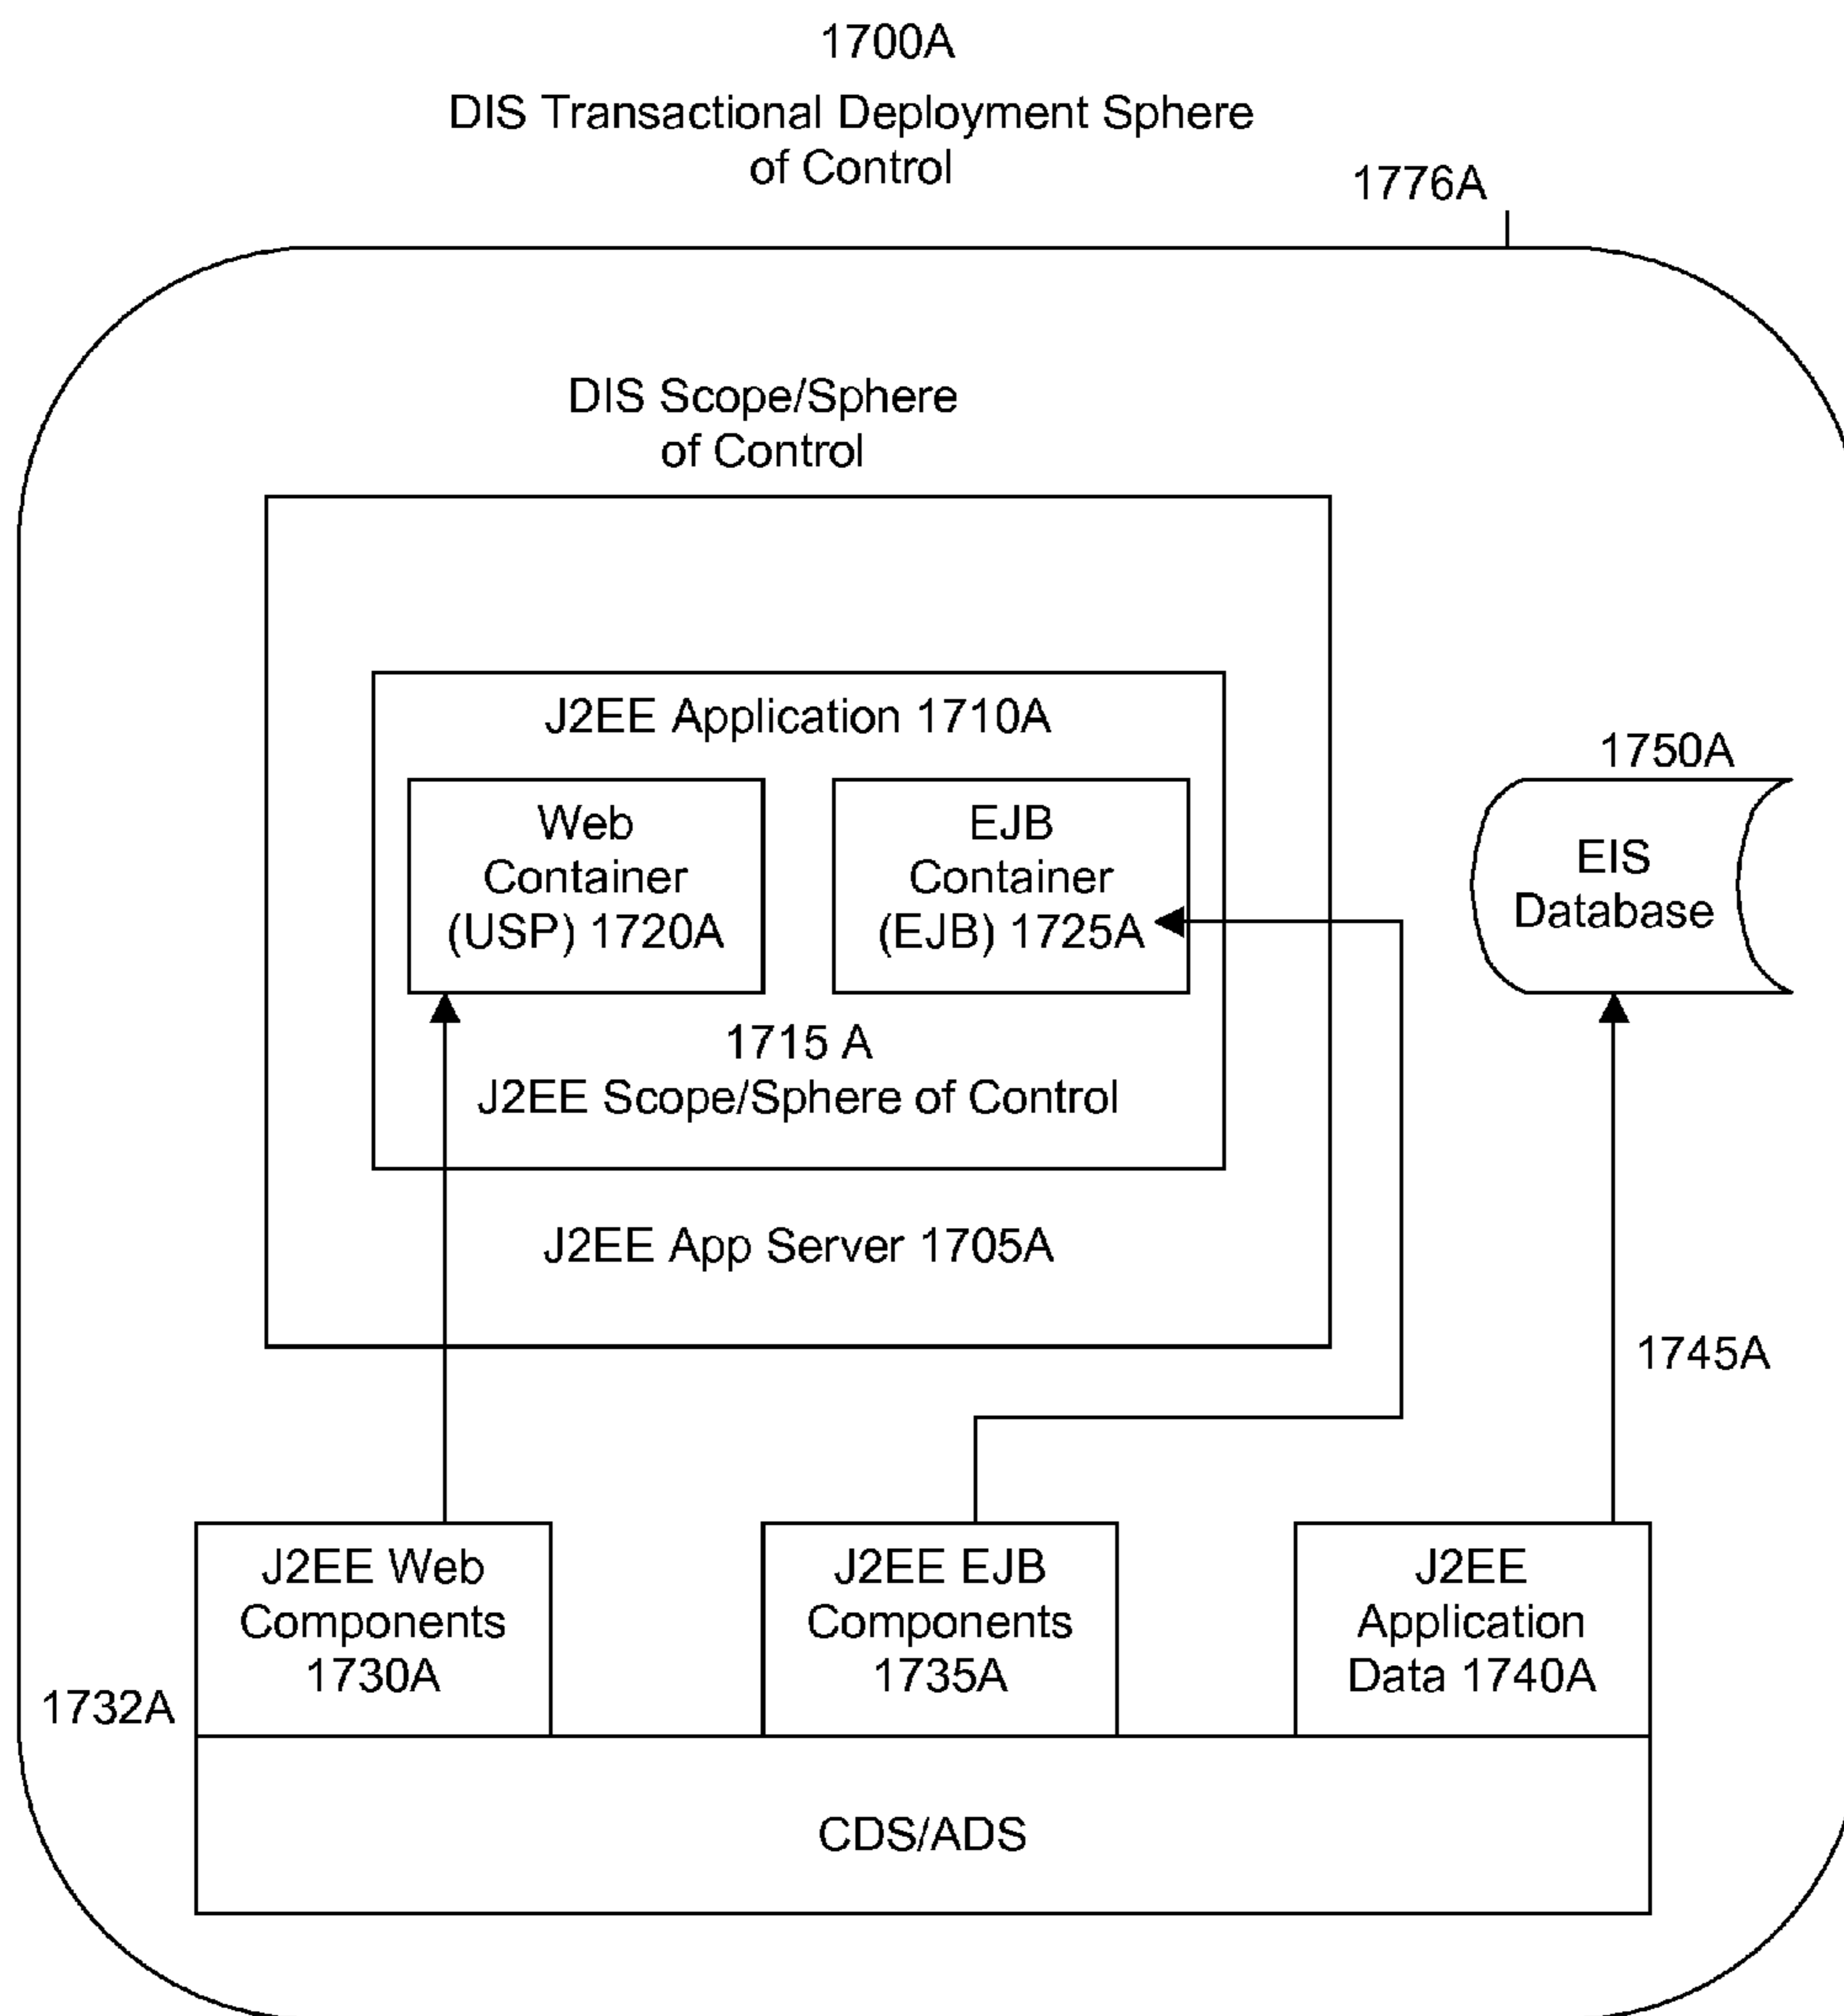 1700A
DIS Transactional Deployment Sphere
of Control
1776A
DIS Scope/Sphere
of Control
J2EE Application 1710A
Web
Container
(USP) 1720A
EJB
Container
(EJB) 1725A
1715 A
J2EE Scope/Sphere of Control
J2EE App Server 1705A
1750A
EIS
Database
1745A
J2EE Web
Components
1730A
J2EE EJB
Components
1735A
J2EE
Application
Data 1740A
1732A
CDS/ADS